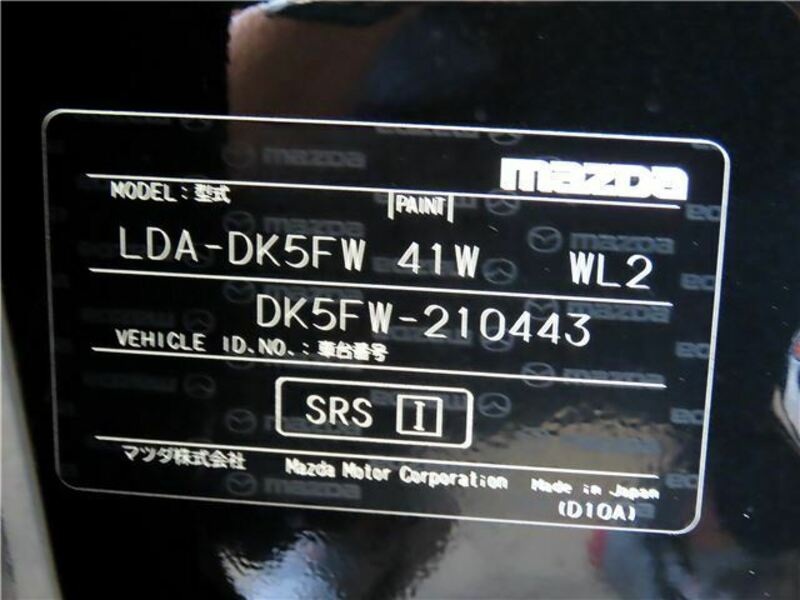 mazda
MODEL:型式 PAINT
LDA-DK5FW 41W WL2
DK5FW-210443
VEHICLE ID.NO.:車台番号
SRS I
マツダ株式会社 Mazda Motor Corporation Made in Japan
(D10A)